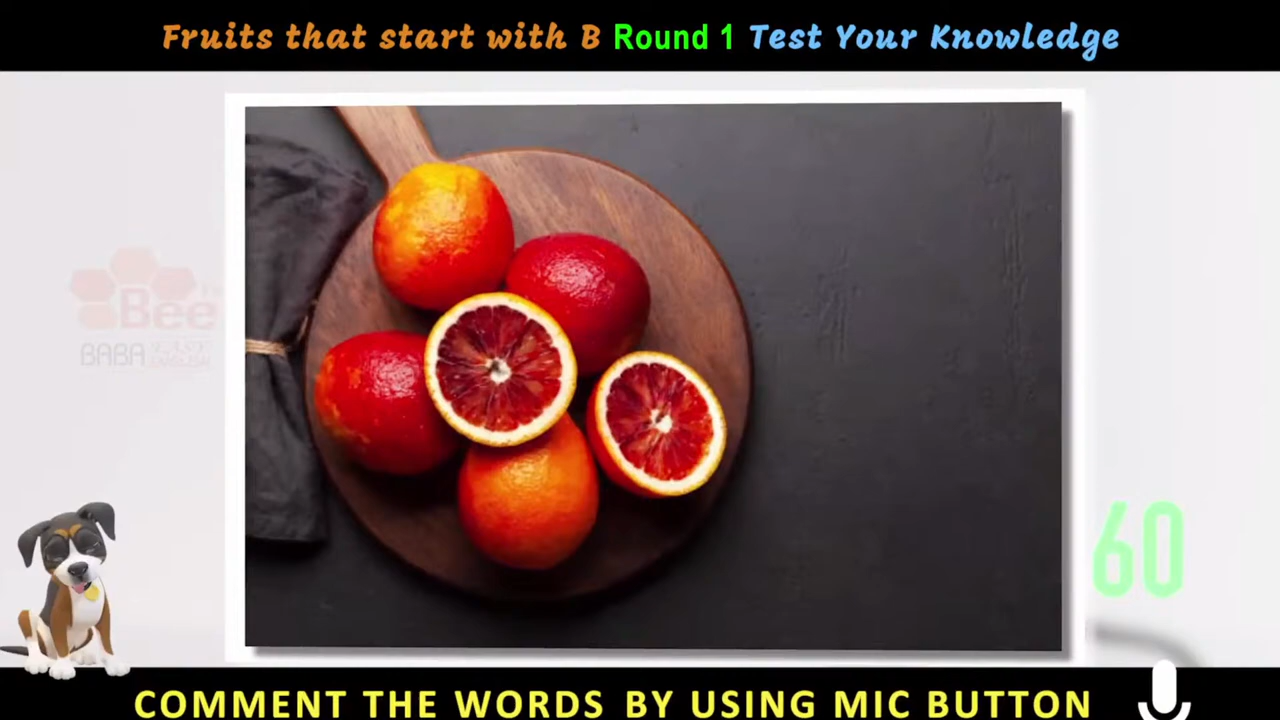 Fruits that start with B Round 1 Test Your Knowledge
Bee
BABA
60
COMMENT THE WORDS BY USING MIC BUTTON